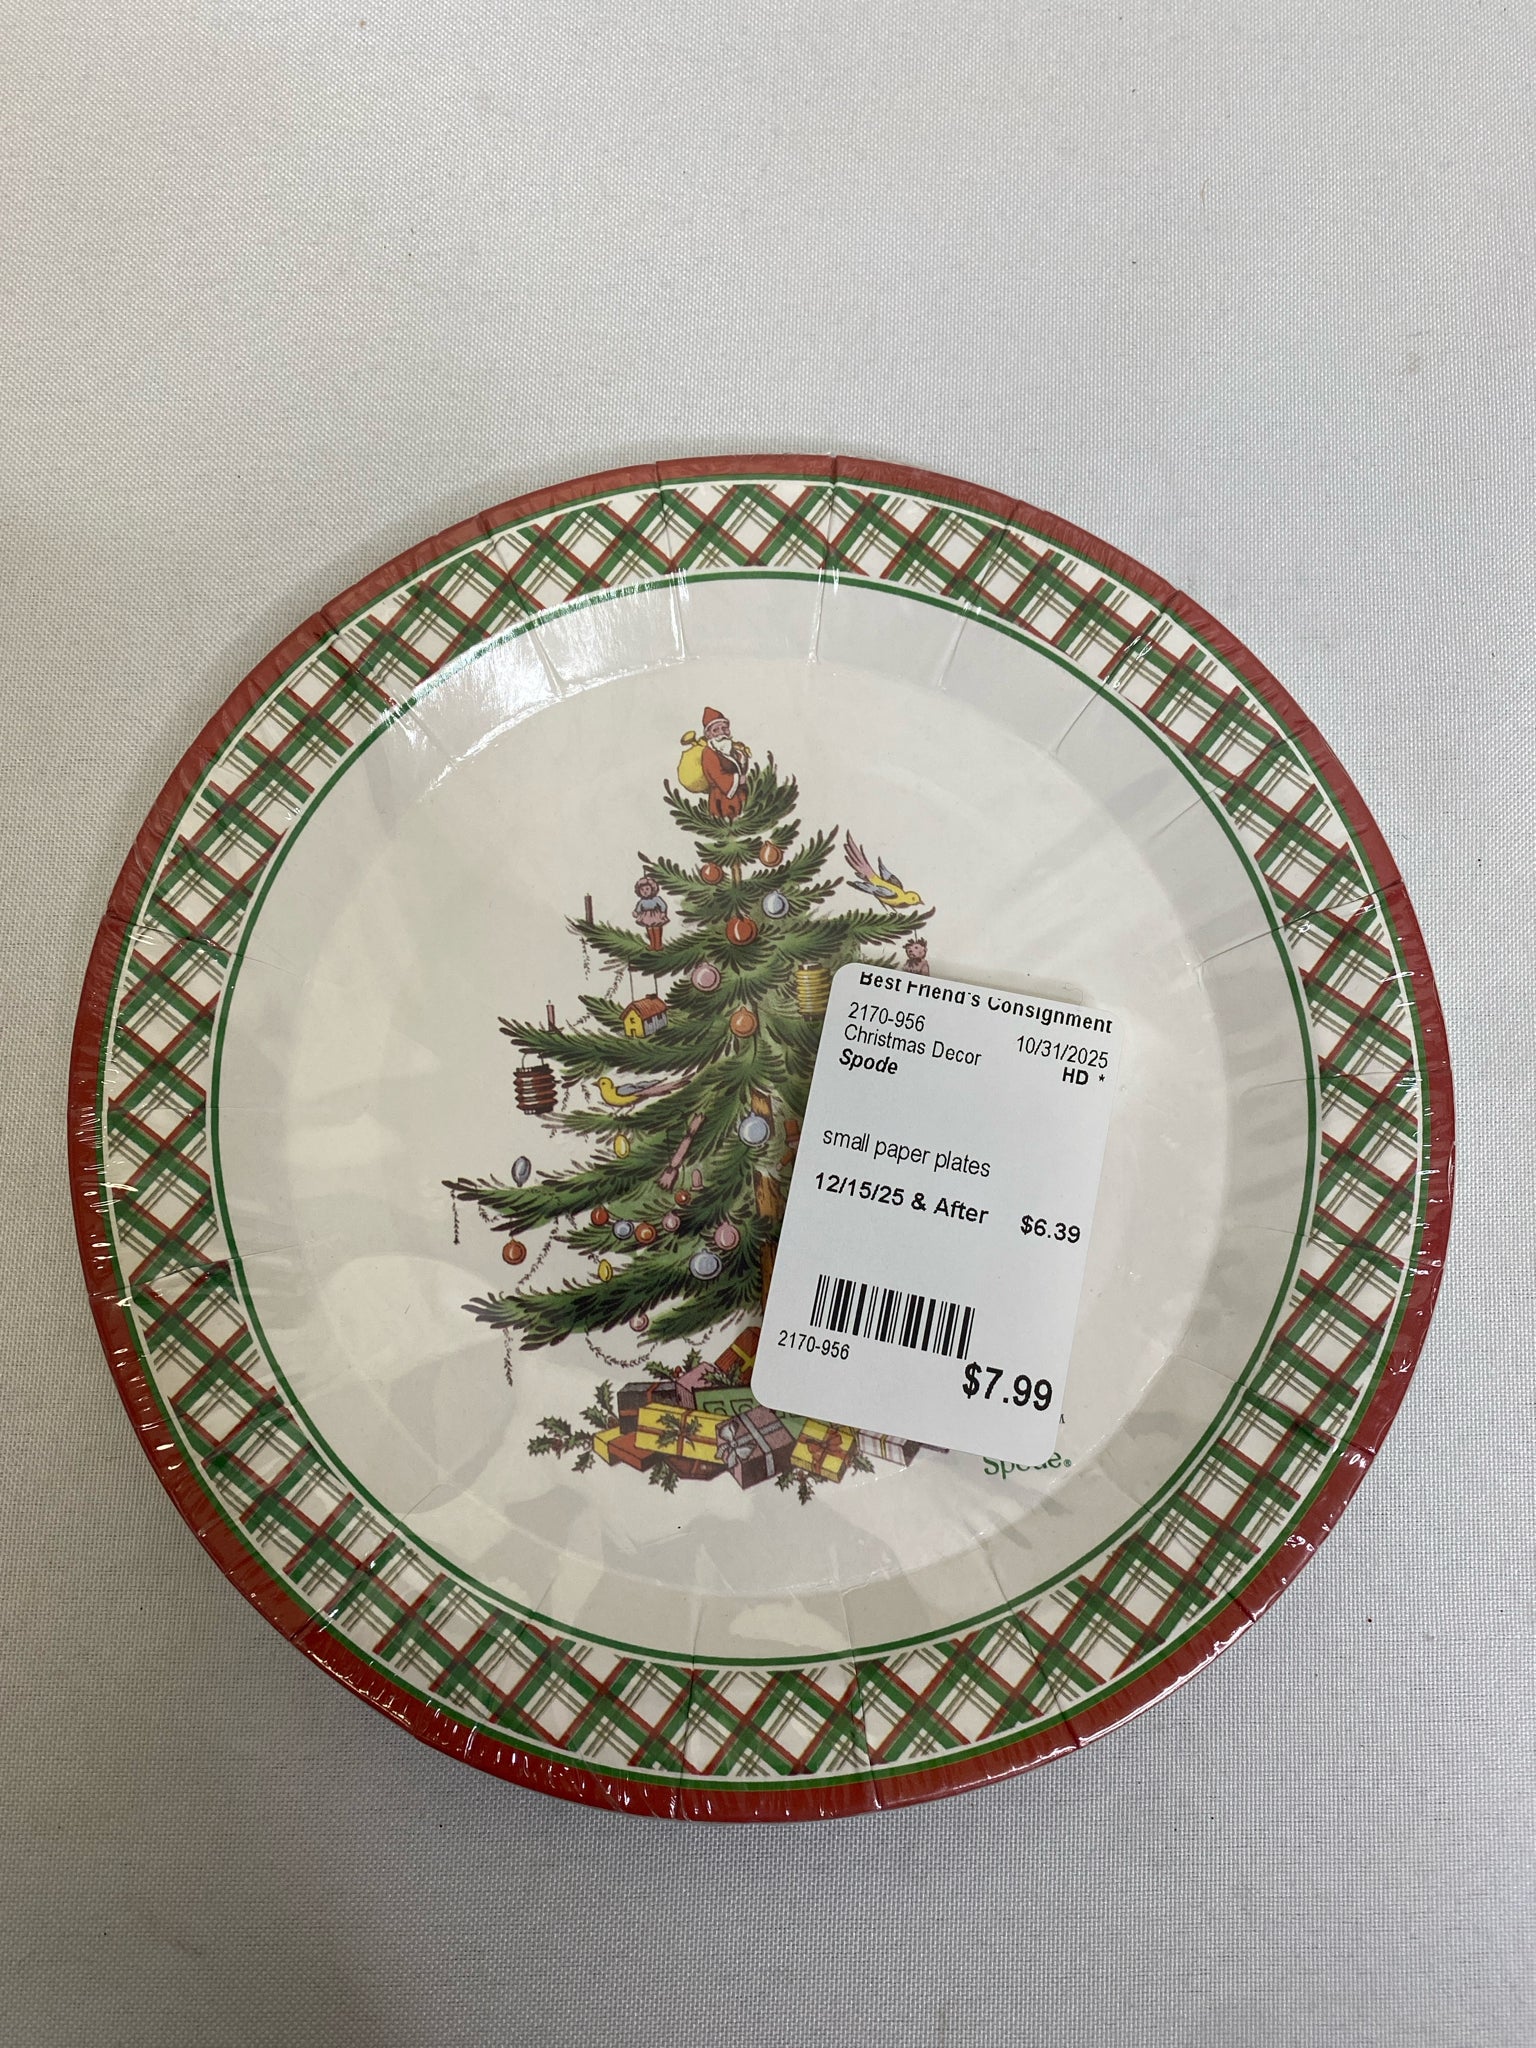 Best Friend's Consignment
2170-956 10/31/2025
Christmas Decor HD *
Spode
small paper plates
12/15/25 & After $6.39
2170-956
$7.99
Spode®